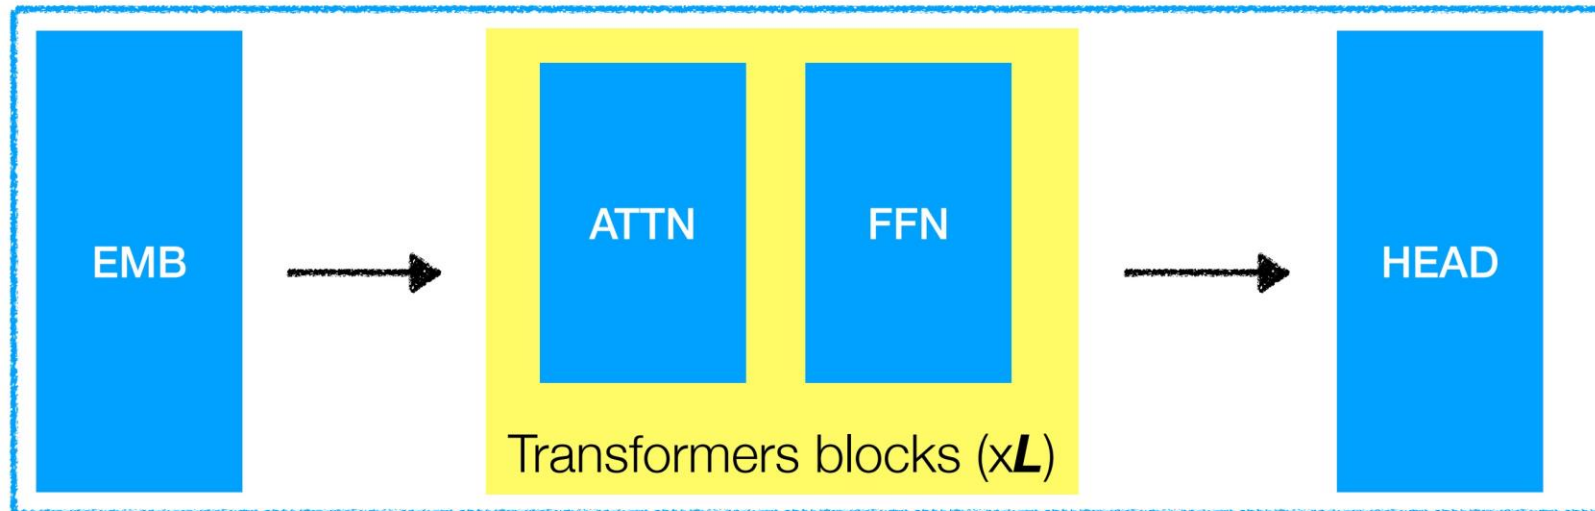 EMB
ATTN
FFN
Transformers blocks (xL)
HEAD